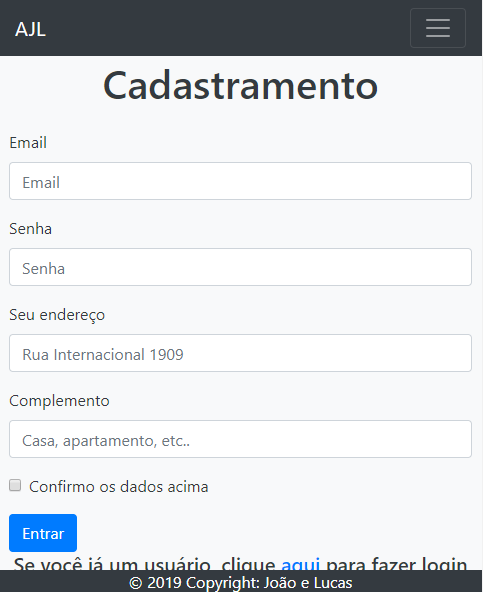 AJL
Cadastramento
Email
Email
Senha
Senha
Seu endereço
Rua Internacional 1909
Complemento
Casa, apartamento, etc..
Confirmo os dados acima
Entrar
Se você já um usuário, clique aqui para fazer login
© 2019 Copyright: João e Lucas